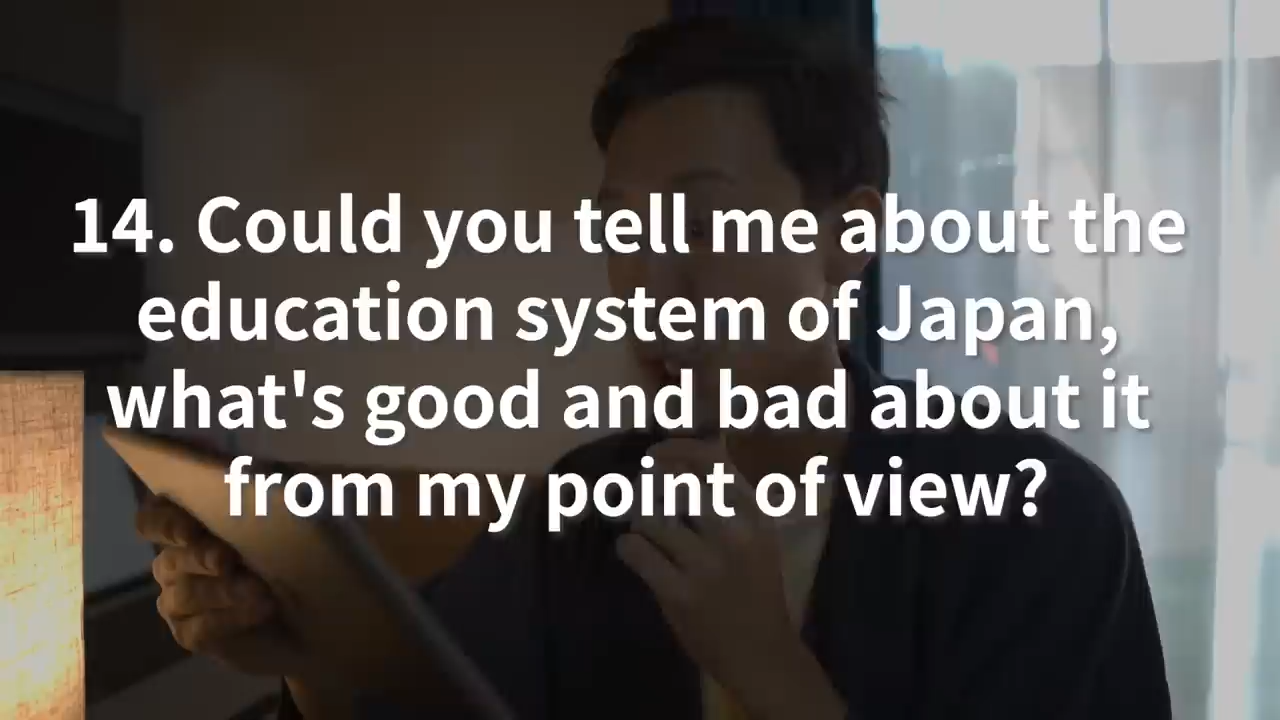 14. Could you tell me about the
education system of Japan,
what's good and bad about it
from my point of view?